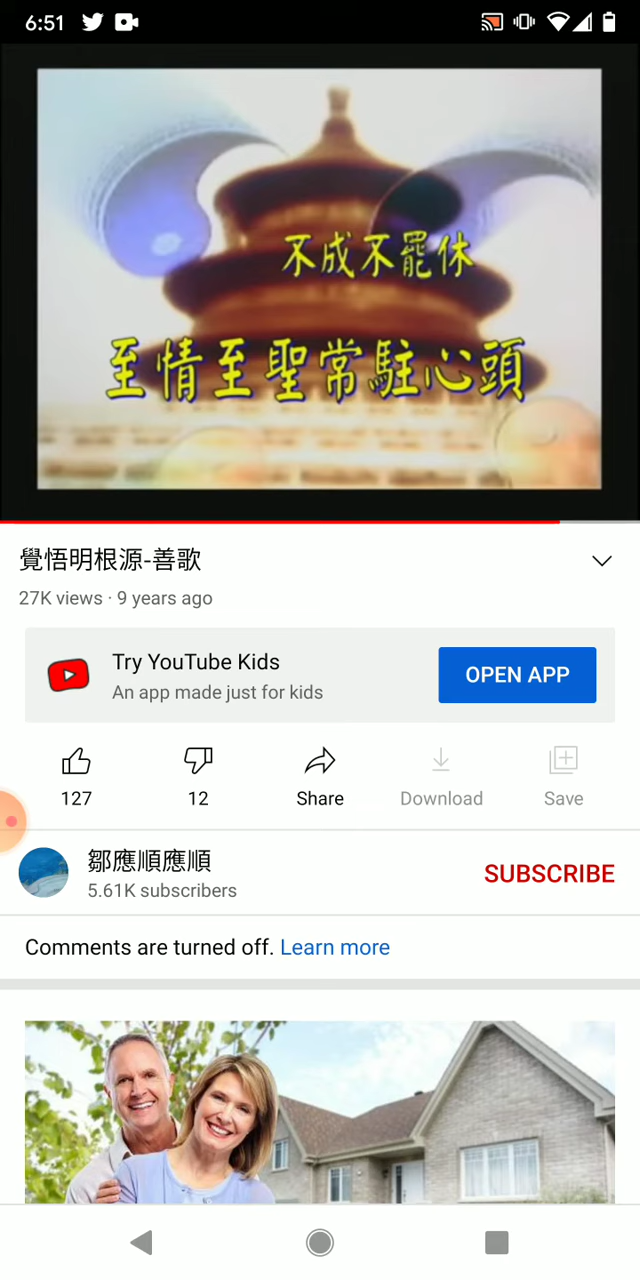 6:51
不成不罷休
至情至聖常駐心頭
覺悟明根源-善歌
27K views · 9 years ago
Try YouTube Kids
An app made just for kids
OPEN APP
127
12
Share
Download
Save
鄒應順應順
5.61K subscribers
SUBSCRIBE
Comments are turned off. Learn more